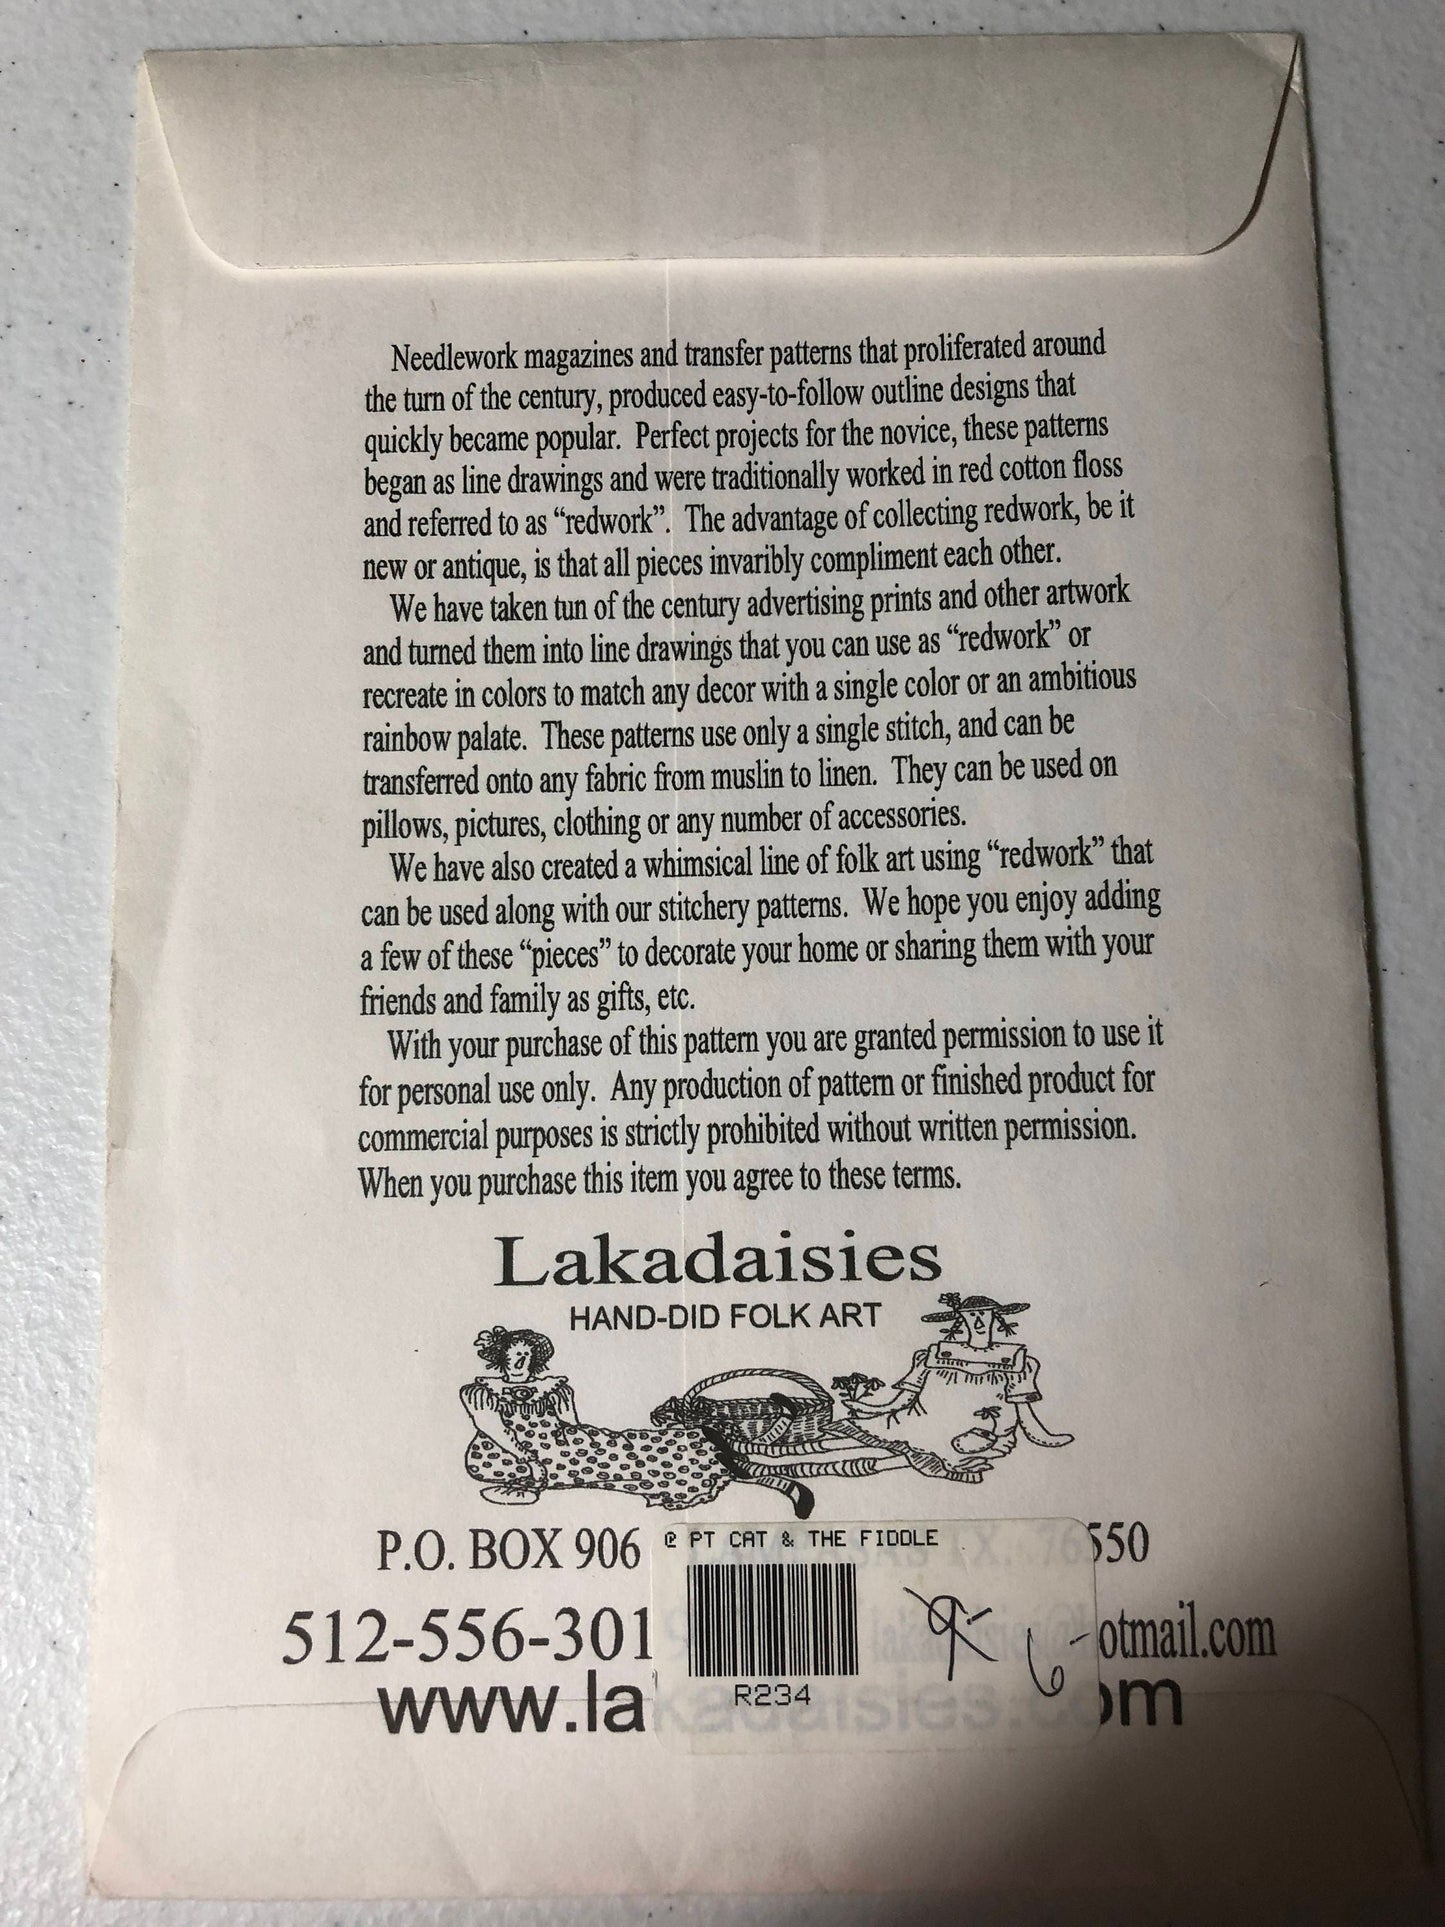 Needlework magazines and transfer patterns that proliferated around
the turn of the century, produced easy-to-follow outline designs that
quickly became popular. Perfect projects for the novice, these patterns
began as line drawings and were traditionally worked in red cotton floss
and referred to as “redwork”. The advantage of collecting redwork, be it
new or antique, is that all pieces invaribly compliment each other.
We have taken tun of the century advertising prints and other artwork
and turned them into line drawings that you can use as “redwork” or
recreate in colors to match any decor with a single color or an ambitious
rainbow palate. These patterns use only a single stitch, and can be
transferred onto any fabric from muslin to linen. They can be used on
pillows, pictures, clothing or any number of accessories.
We have also created a whimsical line of folk art using “redwork” that
can be used along with our stitchery patterns. We hope you enjoy adding
a few of these “pieces” to decorate your home or sharing them with your
friends and family as gifts, etc.
With your purchase of this pattern you are granted permission to use it
for personal use only. Any production of pattern or finished product for
commercial purposes is strictly prohibited without written permission.
When you purchase this item you agree to these terms.
Lakadaisies
HAND-DID FOLK ART
P.O. BOX 906 TX. 76550
@ PT CAT & THE FIDDLE
512-556-301 otmail.com
9- 6-
R234
www.lakadaisies.com